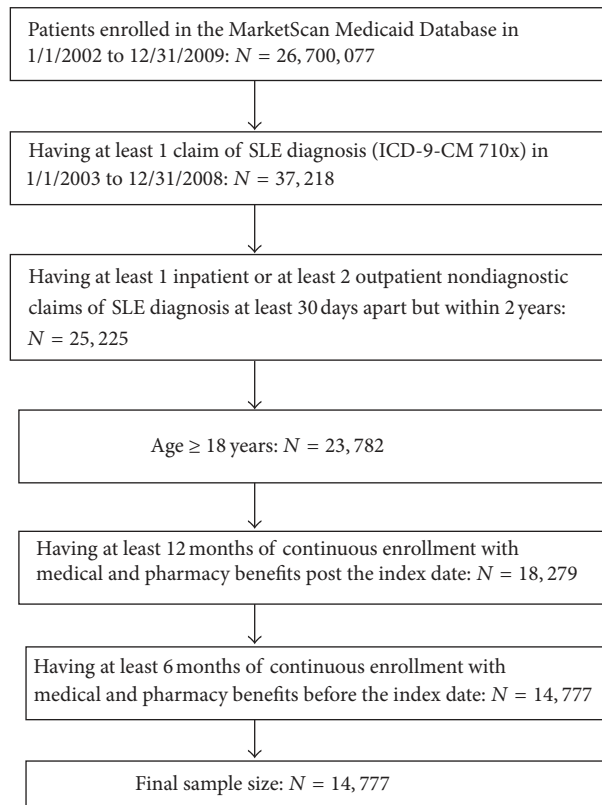 Patients enrolled in the MarketScan Medicaid Database in
1/1/2002 to 12/31/2009: N = 26, 700, 077
Having at least 1 claim of SLE diagnosis (ICD-9-CM 710x) in
1/1/2003 to 12/31/2008: N = 37, 218
Having at least 1 inpatient or at least 2 outpatient nondiagnostic
claims of SLE diagnosis at least 30 days apart but within 2 years:
N = 25, 225
Age ≥ 18 years: N = 23, 782
Having at least 12 months of continuous enrollment with
medical and pharmacy benefits post the index date: N = 18, 279
Having at least 6 months of continuous enrollment with
medical and pharmacy benefits before the index date: N = 14, 777
Final sample size: N = 14, 777